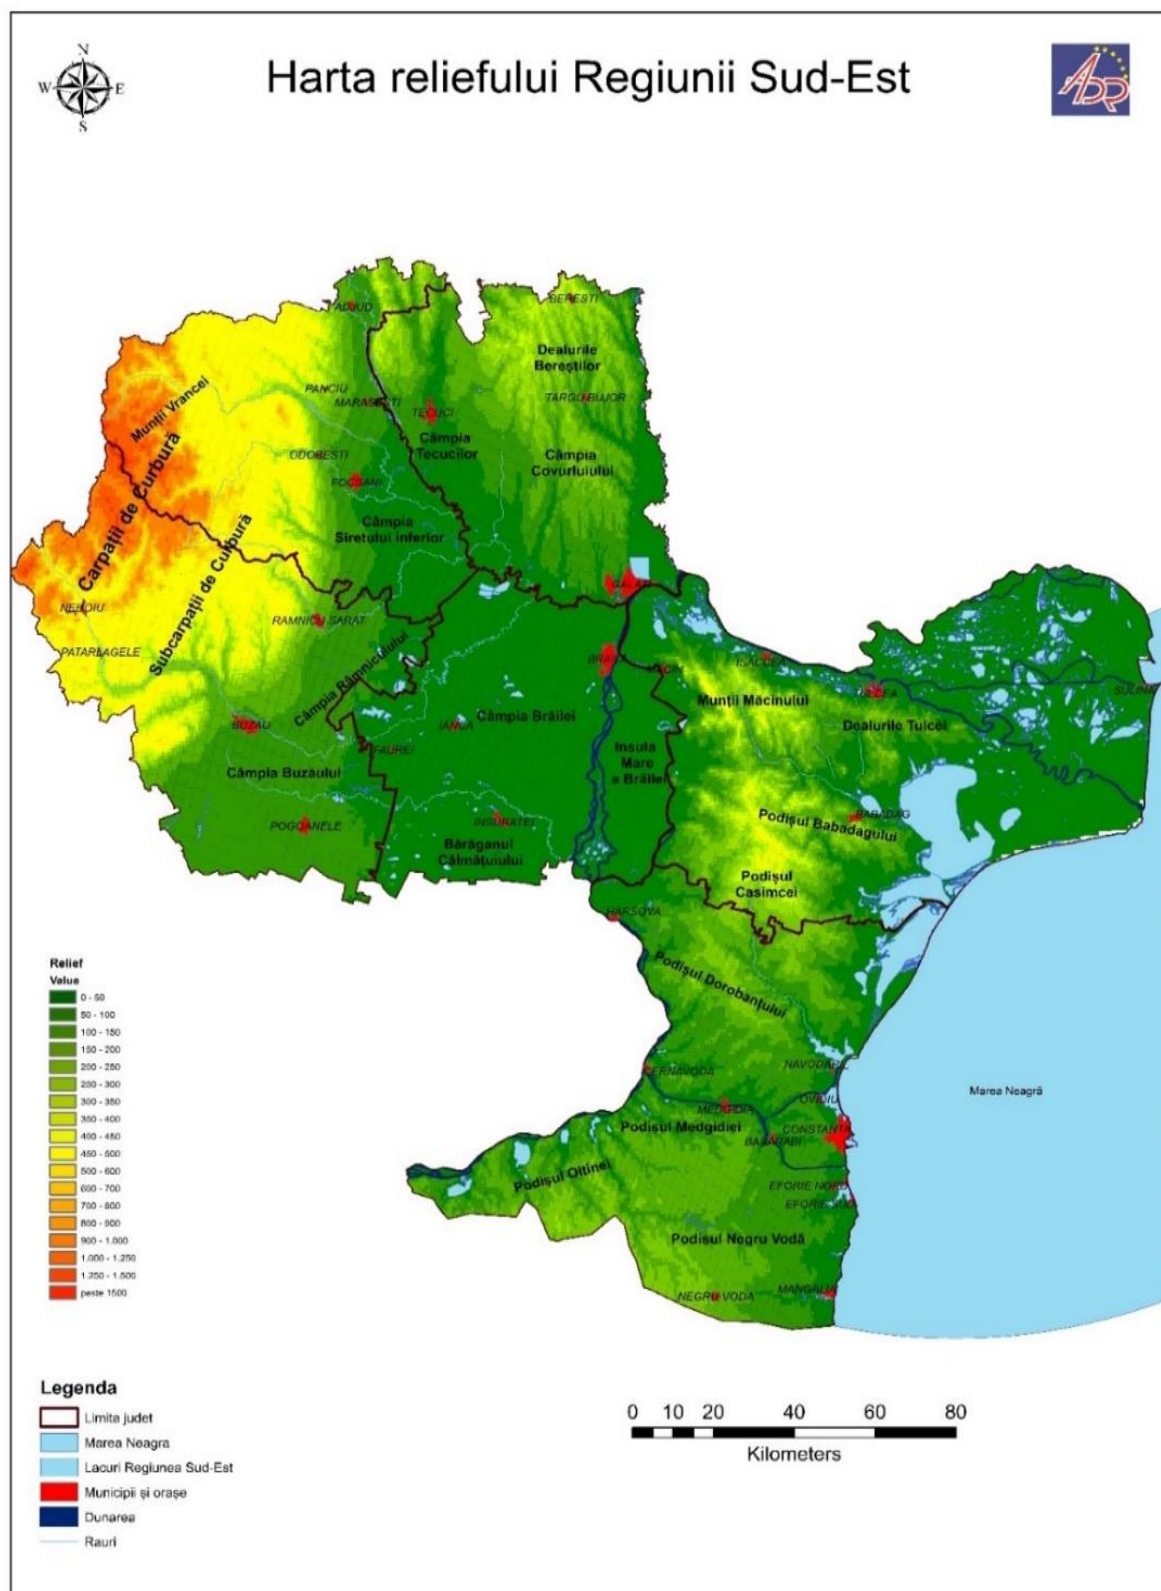 N
W E
S
Harta reliefului Regiunii Sud-Est
ADR
BERESTI
ADJUD
Dealurile
Bereștilor
Munții Vrancei
PANCIU
MARASESTI
TARGU BUJOR
TECUCI
Câmpia
Tecucilor
Carpații de Curbură
ODOBESTI
Câmpia
Covurluiului
FOCSANI
Subcarpații de Curbură
Câmpia
Siretului inferior
GALATI
NEHOIU
RAMNICU SARAT
PATARLAGELE
BRAILA
MACIN
ISACCEA
Câmpia Râmnicului
TULCEA
SULINA
Munții Măcinului
BUZAU
IANCA
Câmpia Brăilei
Dealurile Tulcei
FAUREI
Insula
Mare
a Brăilei
Câmpia Buzăului
POGOANELE
INSURATEI
BABADAG
Podișul Babadagului
Bărăganul
Călmățuiului
Podișul
Casimcei
HARSOVA
Podișul Dorobanțului
Relief
Value
0 - 50
50 - 100
100 - 150
150 - 200
200 - 250
250 - 300
300 - 350
350 - 400
400 - 450
450 - 500
500 - 600
600 - 700
700 - 800
800 - 900
900 - 1.000
1.000 - 1.250
1.250 - 1.500
peste 1500
CERNAVODA
NAVODARI
Marea Neagră
OVIDIU
MEDGIDIA
Podișul Medgidiei
CONSTANTA
BASARABI
Podișul Oltinei
EFORIE NORD
EFORIE SUD
Podișul Negru Vodă
NEGRU VODA
MANGALIA
Legenda
Limita judet
Marea Neagra
Lacuri Regiunea Sud-Est
Municipii și orașe
Dunarea
Rauri
0 10 20 40 60 80
Kilometers